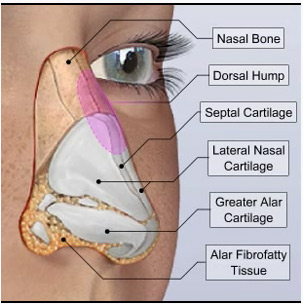 Nasal Bone
Dorsal Hump
Septal Cartilage
Lateral Nasal
Cartilage
Greater Alar
Cartilage
Alar Fibrofatty
Tissue